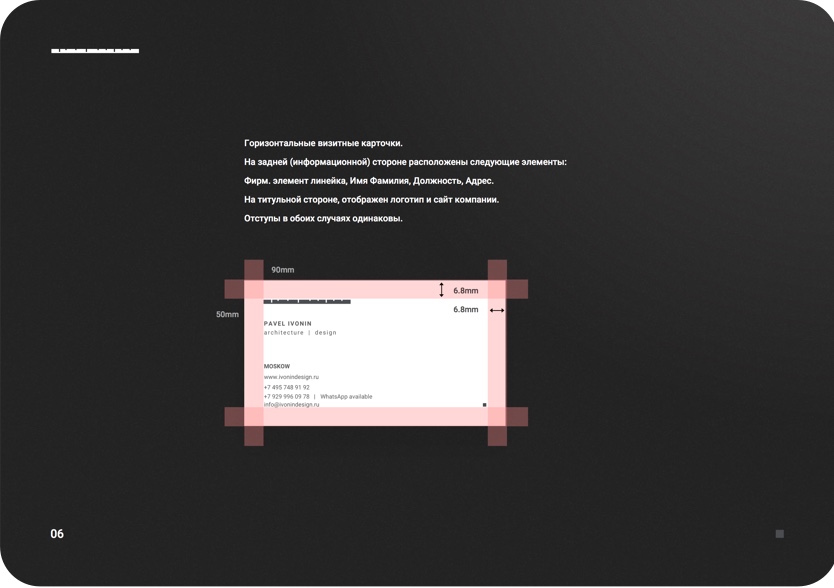 Горизонтальные визитные карточки.
На задней (информационной) стороне расположены следующие элементы:
Фирм. элемент линейка, Имя Фамилия, Должность, Адрес.
На титульной стороне, отображен логотип и сайт компании.
Отступы в обоих случаях одинаковы.
90mm
6.8mm
6.8mm
50mm
PAVEL IVONIN
architecture | design
MOSKOW
www.ivonindesign.ru
+7 495 748 91 92
+7 929 996 09 78 | WhatsApp available
info@ivonindesign.ru
06